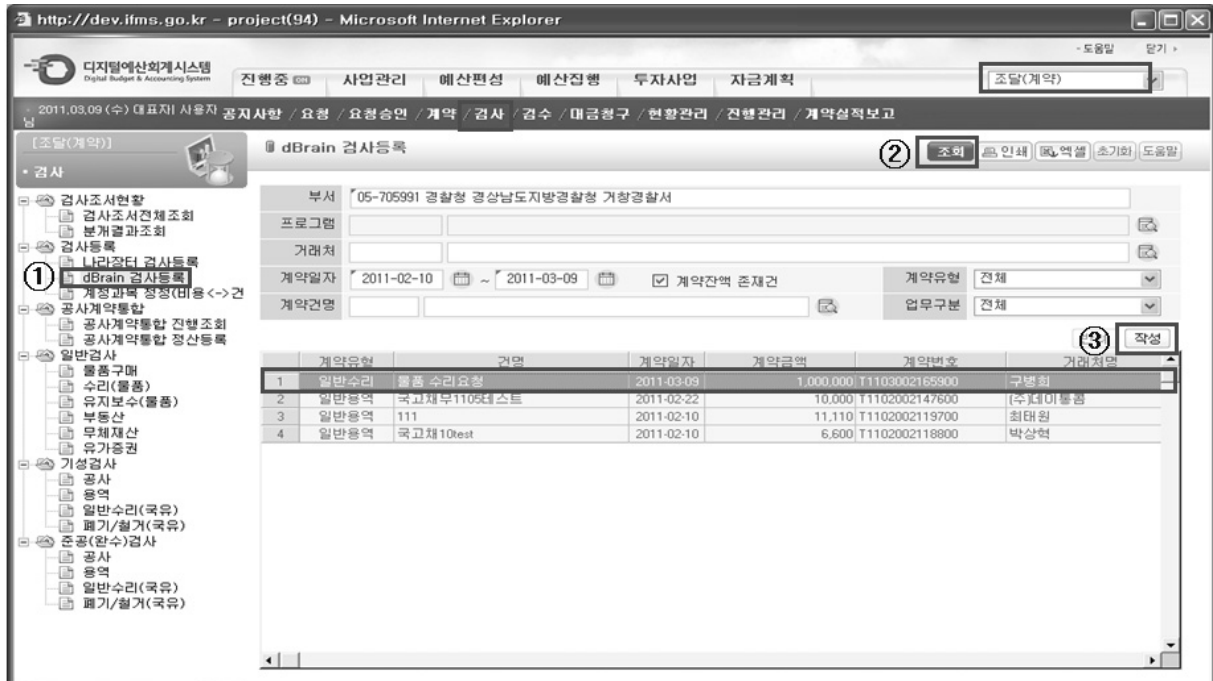 http://dev.ifms.go.kr - project(94) - Microsoft Internet Explorer
- 도움말 닫기
디지털예산회계시스템
Digital Budget & Accounting System
진행중 사업관리 예산편성 예산집행 투자사업 자금계획 조달(계약)
2011,03,09 (수) 대표자| 사용자님
공지사항 / 요청 / 요청승인 / 계약 / 검사 / 검수 / 대금청구 / 현황관리 / 진행관리 / 계약실적보고
[조달(계약)]
• 검사
dBrain 검사등록
② 조회 인쇄 엑셀 초기화 도움말
검사조서현황
검사조서전체조회
분개결과조회
검사등록
나라장터 검사등록
① dBrain 검사등록
계정과목 정정(비용<->건
공사계약통합
공사계약통합 진행조회
공사계약통합 정산등록
일반검사
물품구매
수리(물품)
유지보수(물품)
부동산
무체재산
유가증권
기성검사
공사
용역
일반수리(국유)
폐기/철거(국유)
준공(완수)검사
공사
용역
일반수리(국유)
폐기/철거(국유)
부서 05-705991 경찰청 경상남도지방경찰청 거창경찰서
프로그램
거래처
계약일자 2011-02-10 ~ 2011-03-09 계약잔액 존재건 계약유형 전체
계약건명 업무구분 전체
③ 작성
계약유형 건명 계약일자 계약금액 계약번호 거래처명
1 일반수리 물품 수리요청 2011-03-09 1,000,000 T1103002165900 구병회
2 일반용역 국고채무1105테스트 2011-02-22 10,000 T1102002147600 (주)데이통콤
3 일반용역 111 2011-02-10 11,110 T1102002119700 최태원
4 일반용역 국고채10test 2011-02-10 6,600 T1102002118800 박상혁